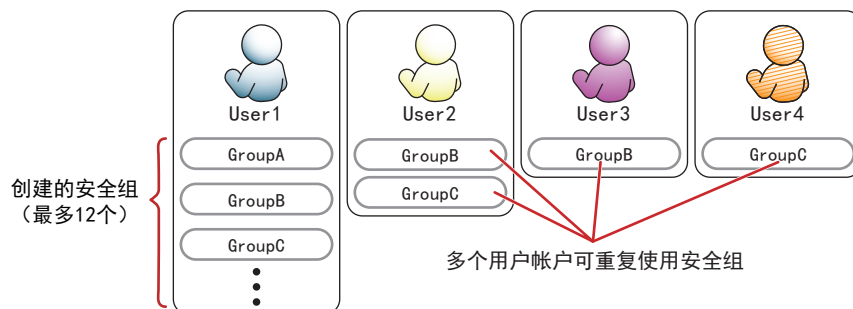 User1
User2
User3
User4
GroupA
GroupB
GroupC
GroupB
GroupC
GroupB
GroupC
创建的安全组
（最多12个）
多个用户帐户可重复使用安全组